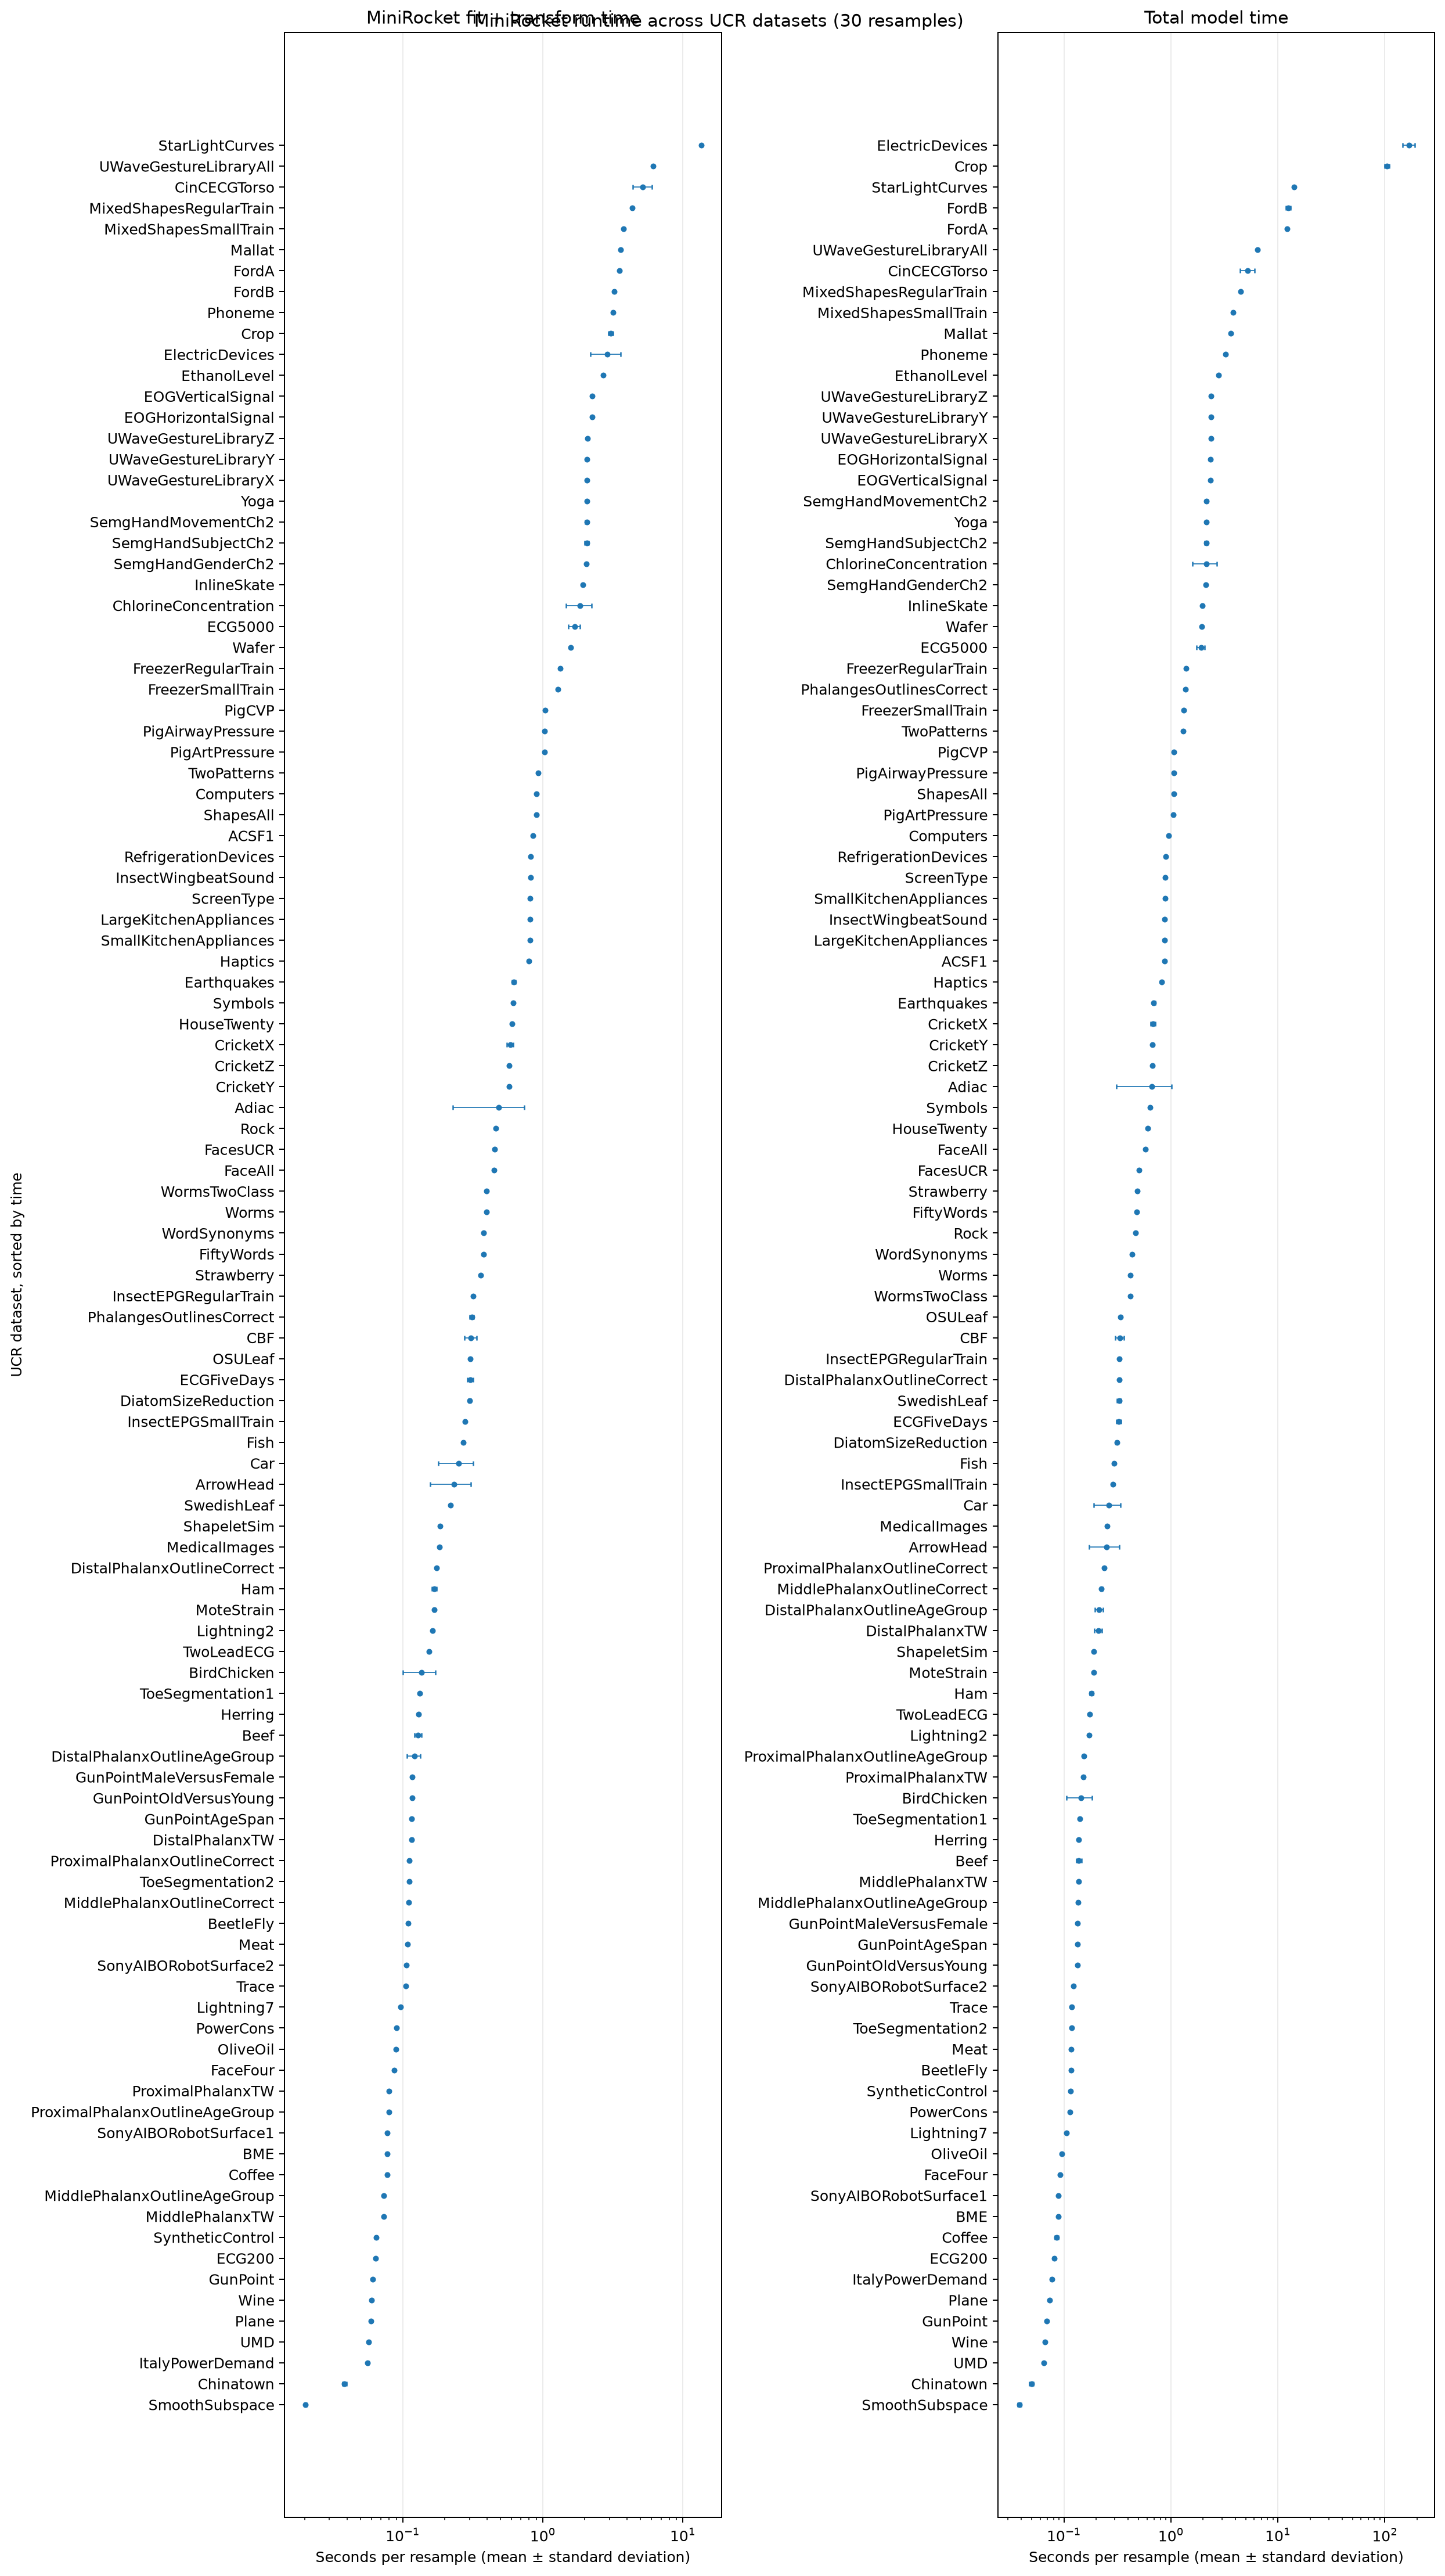 MiniRocket runtime across UCR datasets (30 resamples)
MiniRocket fit + transform time
StarLightCurves
UWaveGestureLibraryAll
CinCECGTorso
MixedShapesRegularTrain
MixedShapesSmallTrain
Mallat
FordA
FordB
Phoneme
Crop
ElectricDevices
EthanolLevel
EOGVerticalSignal
EOGHorizontalSignal
UWaveGestureLibraryZ
UWaveGestureLibraryY
UWaveGestureLibraryX
Yoga
SemgHandMovementCh2
SemgHandSubjectCh2
SemgHandGenderCh2
InlineSkate
ChlorineConcentration
ECG5000
Wafer
FreezerRegularTrain
FreezerSmallTrain
PigCVP
PigAirwayPressure
PigArtPressure
TwoPatterns
Computers
ShapesAll
ACSF1
RefrigerationDevices
InsectWingbeatSound
ScreenType
LargeKitchenAppliances
SmallKitchenAppliances
Haptics
Earthquakes
Symbols
HouseTwenty
CricketX
CricketZ
CricketY
Adiac
Rock
FacesUCR
FaceAll
WormsTwoClass
Worms
WordSynonyms
FiftyWords
Strawberry
InsectEPGRegularTrain
PhalangesOutlinesCorrect
CBF
OSULeaf
ECGFiveDays
DiatomSizeReduction
InsectEPGSmallTrain
Fish
Car
ArrowHead
SwedishLeaf
ShapeletSim
MedicalImages
DistalPhalanxOutlineCorrect
Ham
MoteStrain
Lightning2
TwoLeadECG
BirdChicken
ToeSegmentation1
Herring
Beef
DistalPhalanxOutlineAgeGroup
GunPointMaleVersusFemale
GunPointOldVersusYoung
GunPointAgeSpan
DistalPhalanxTW
ProximalPhalanxOutlineCorrect
ToeSegmentation2
MiddlePhalanxOutlineCorrect
BeetleFly
Meat
SonyAIBORobotSurface2
Trace
Lightning7
PowerCons
OliveOil
FaceFour
ProximalPhalanxTW
ProximalPhalanxOutlineAgeGroup
SonyAIBORobotSurface1
BME
Coffee
MiddlePhalanxOutlineAgeGroup
MiddlePhalanxTW
SyntheticControl
ECG200
GunPoint
Wine
Plane
UMD
ItalyPowerDemand
Chinatown
SmoothSubspace
UCR dataset, sorted by time
10⁻¹ 10⁰ 10¹
Seconds per resample (mean ± standard deviation)
Total model time
ElectricDevices
Crop
StarLightCurves
FordB
FordA
UWaveGestureLibraryAll
CinCECGTorso
MixedShapesRegularTrain
MixedShapesSmallTrain
Mallat
Phoneme
EthanolLevel
UWaveGestureLibraryZ
UWaveGestureLibraryY
UWaveGestureLibraryX
EOGHorizontalSignal
EOGVerticalSignal
SemgHandMovementCh2
Yoga
SemgHandSubjectCh2
ChlorineConcentration
SemgHandGenderCh2
InlineSkate
Wafer
ECG5000
FreezerRegularTrain
PhalangesOutlinesCorrect
FreezerSmallTrain
TwoPatterns
PigCVP
PigAirwayPressure
ShapesAll
PigArtPressure
Computers
RefrigerationDevices
ScreenType
SmallKitchenAppliances
InsectWingbeatSound
LargeKitchenAppliances
ACSF1
Haptics
Earthquakes
CricketX
CricketY
CricketZ
Adiac
Symbols
HouseTwenty
FaceAll
FacesUCR
Strawberry
FiftyWords
Rock
WordSynonyms
Worms
WormsTwoClass
OSULeaf
CBF
InsectEPGRegularTrain
DistalPhalanxOutlineCorrect
SwedishLeaf
ECGFiveDays
DiatomSizeReduction
Fish
InsectEPGSmallTrain
Car
MedicalImages
ArrowHead
ProximalPhalanxOutlineCorrect
MiddlePhalanxOutlineCorrect
DistalPhalanxOutlineAgeGroup
DistalPhalanxTW
ShapeletSim
MoteStrain
Ham
TwoLeadECG
Lightning2
ProximalPhalanxOutlineAgeGroup
ProximalPhalanxTW
BirdChicken
ToeSegmentation1
Herring
Beef
MiddlePhalanxTW
MiddlePhalanxOutlineAgeGroup
GunPointMaleVersusFemale
GunPointAgeSpan
GunPointOldVersusYoung
SonyAIBORobotSurface2
Trace
ToeSegmentation2
Meat
BeetleFly
SyntheticControl
PowerCons
Lightning7
OliveOil
FaceFour
SonyAIBORobotSurface1
BME
Coffee
ECG200
ItalyPowerDemand
Plane
GunPoint
Wine
UMD
Chinatown
SmoothSubspace
10⁻¹ 10⁰ 10¹ 10²
Seconds per resample (mean ± standard deviation)